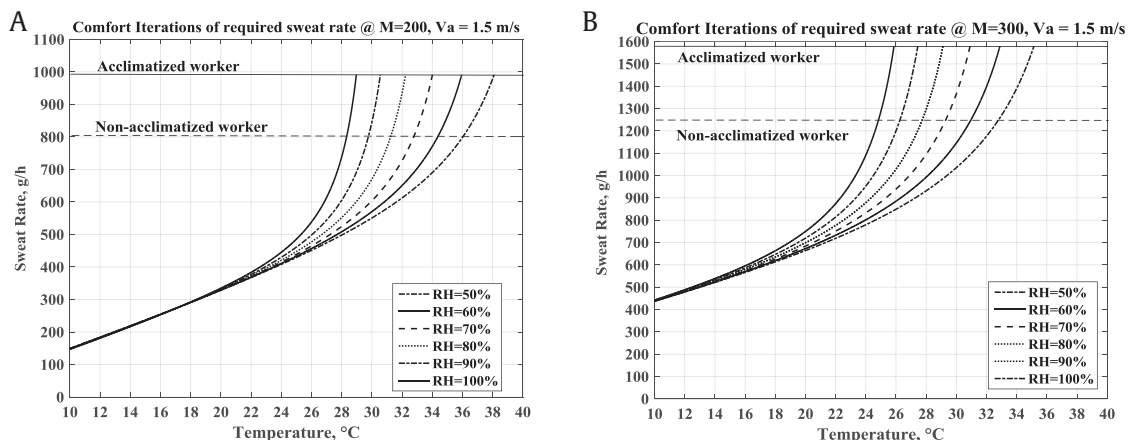 A
Comfort Iterations of required sweat rate @ M=200, Va = 1.5 m/s
1100
1000
900
800
700
600
500
400
300
200
100
0
Sweat Rate, g/h
Acclimatized worker
Non-acclimatized worker
RH=50%
RH=60%
RH=70%
RH=80%
RH=90%
RH=100%
10 12 14 16 18 20 22 24 26 28 30 32 34 36 38 40
Temperature, °C
B
Comfort Iterations of required sweat rate @ M=300, Va = 1.5 m/s
1600
1500
1400
1300
1200
1100
1000
900
800
700
600
500
400
300
200
100
0
Sweat Rate, g/h
Acclimatized worker
Non-acclimatized worker
RH=50%
RH=60%
RH=70%
RH=80%
RH=90%
RH=100%
10 12 14 16 18 20 22 24 26 28 30 32 34 36 38 40
Temperature, °C